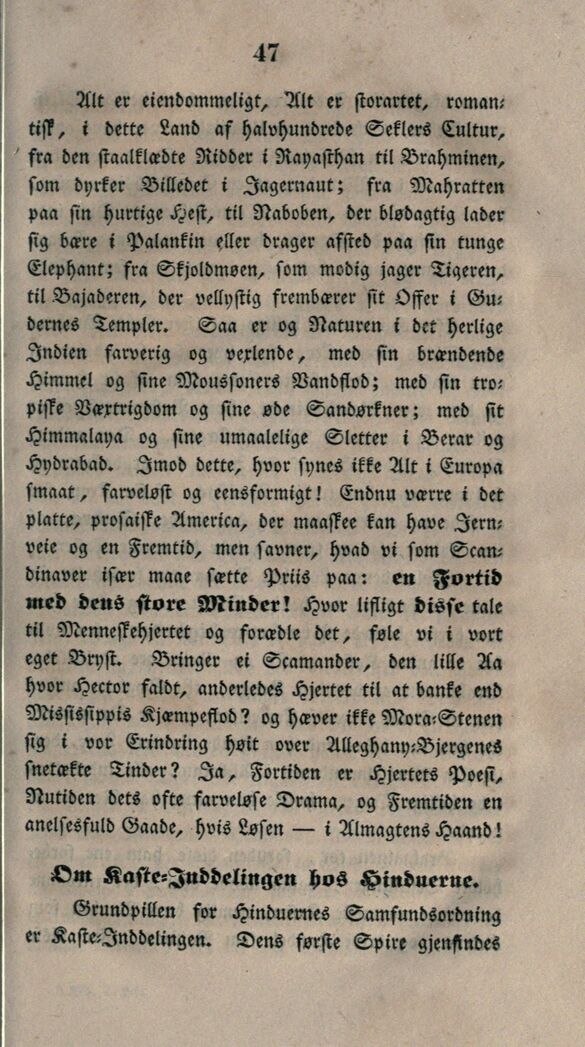 47
Alt er eiendommeligt, Alt er storartet, roman-
tisk, i dette Land af halvhundrede Seklers Cultur,
fra den staalklædte Ridder i Rayasthan til Brahminen,
som dyrker Billedet i Jagernaut; fra Mahratten
paa sin hurtige Hest, til Naboben, der blødagtig lader
sig bære i Palankin eller drager afsted paa sin tunge
Elephant; fra Skjoldmøen, som modig jager Tigeren,
til Bajaderen, der vellystig frembærer sit Offer i Gu-
dernes Templer. Saa er og Naturen i det herlige
Indien farverig og vexlende, med sin brændende
Himmel og sine Moussoners Vandflod; med sin tro-
piske Væxtrigdom og sine øde Sandørkner; med sit
Himmalaya og sine umaalelige Sletter i Berar og
Hydrabad. Imod dette, hvor synes ikke Alt i Europa
smaat, farveløst og eensformigt! Endnu værre i det
platte, prosaiske America, der maaskee kan have Jern-
veie og en Fremtid, men savner, hvad vi som Scan-
dinaver især maae sætte Priis paa: en Fortid
med dens store Minder! Hvor lifligt disse tale
til Menneskehjertet og forædle det, føle vi i vort
eget Bryst. Bringer ei Scamander, den lille Aa
hvor Hector faldt, anderledes Hjertet til at banke end
Mississippis Kjæmpeflod? og hæver ikke Mora-Stenen
sig i vor Erindring høit over Alleghany-Bjergenes
snetækte Tinder? Ja, Fortiden er Hjertets Poesi,
Nutiden dets ofte farveløse Drama, og Fremtiden en
anelsesfuld Gaade, hvis Løsen — i Almagtens Haand!
Om Kaste-Inddelingen hos Hinduerne.
Grundpillen for Hinduernes Samfundsordning
er Kaste-Inddelingen. Dens første Spire gjenfindes